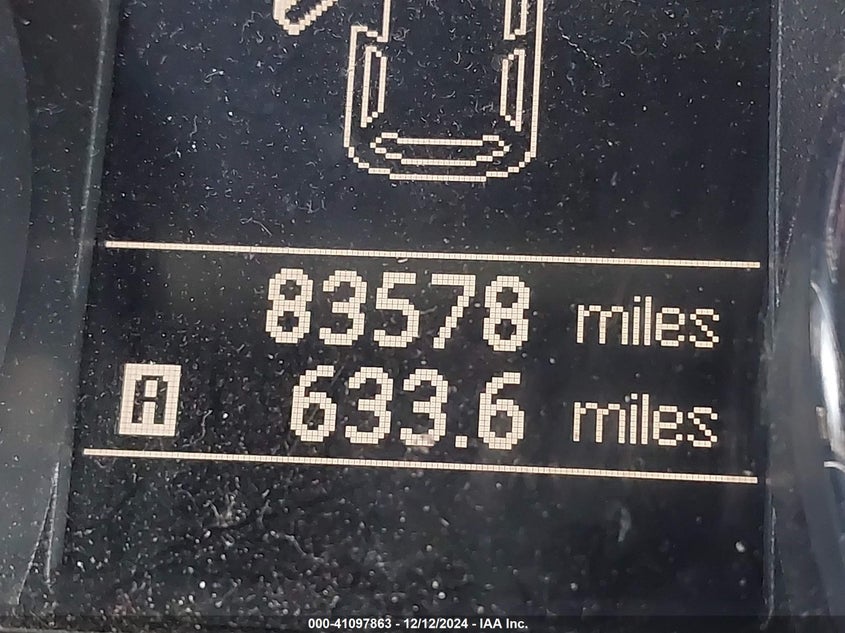 83578 miles
A 633.6 miles
000-41097863 - 12/12/2024 - IAA Inc.